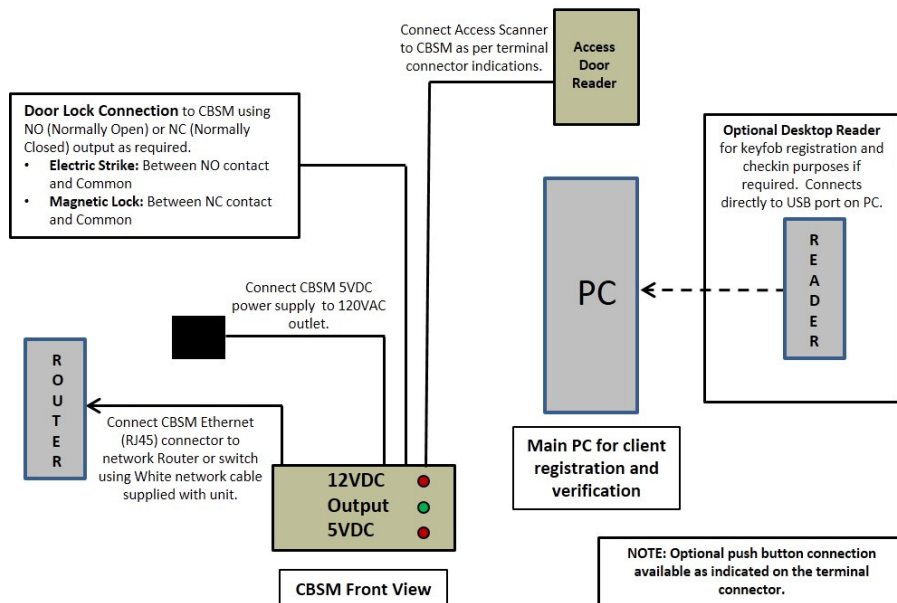 Connect Access Scanner
to CBSM as per terminal
connector indications.
Access
Door
Reader
Door Lock Connection to CBSM using
NO (Normally Open) or NC (Normally
Closed) output as required.
• Electric Strike: Between NO contact
and Common
• Magnetic Lock: Between NC contact
and Common
Optional Desktop Reader
for keyfob registration and
checkin purposes if
required. Connects
directly to USB port on PC.
R
E
A
D
E
R
PC
Connect CBSM 5VDC
power supply to 120VAC
outlet.
R
O
U
T
E
R
Connect CBSM Ethernet
(RJ45) connector to
network Router or switch
using White network cable
supplied with unit.
Main PC for client
registration and
verification
12VDC
Output
5VDC
CBSM Front View
NOTE: Optional push button connection
available as indicated on the terminal
connector.